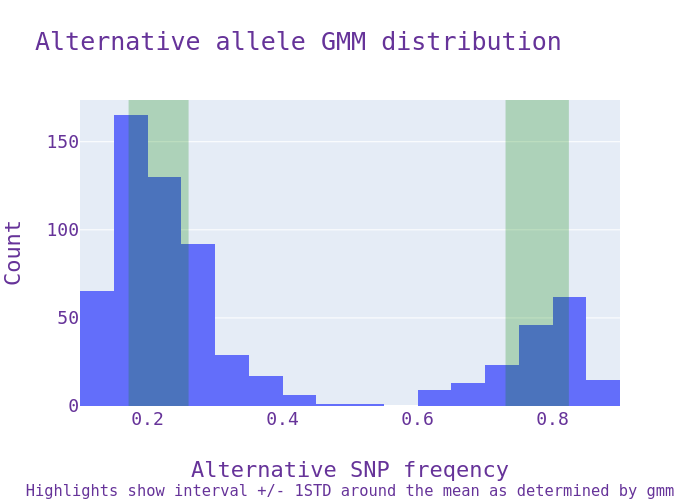 Alternative allele GMM distribution
150
100
50
0
Count
0.2 0.4 0.6 0.8
Alternative SNP freqency
Highlights show interval +/- 1STD around the mean as determined by gmm